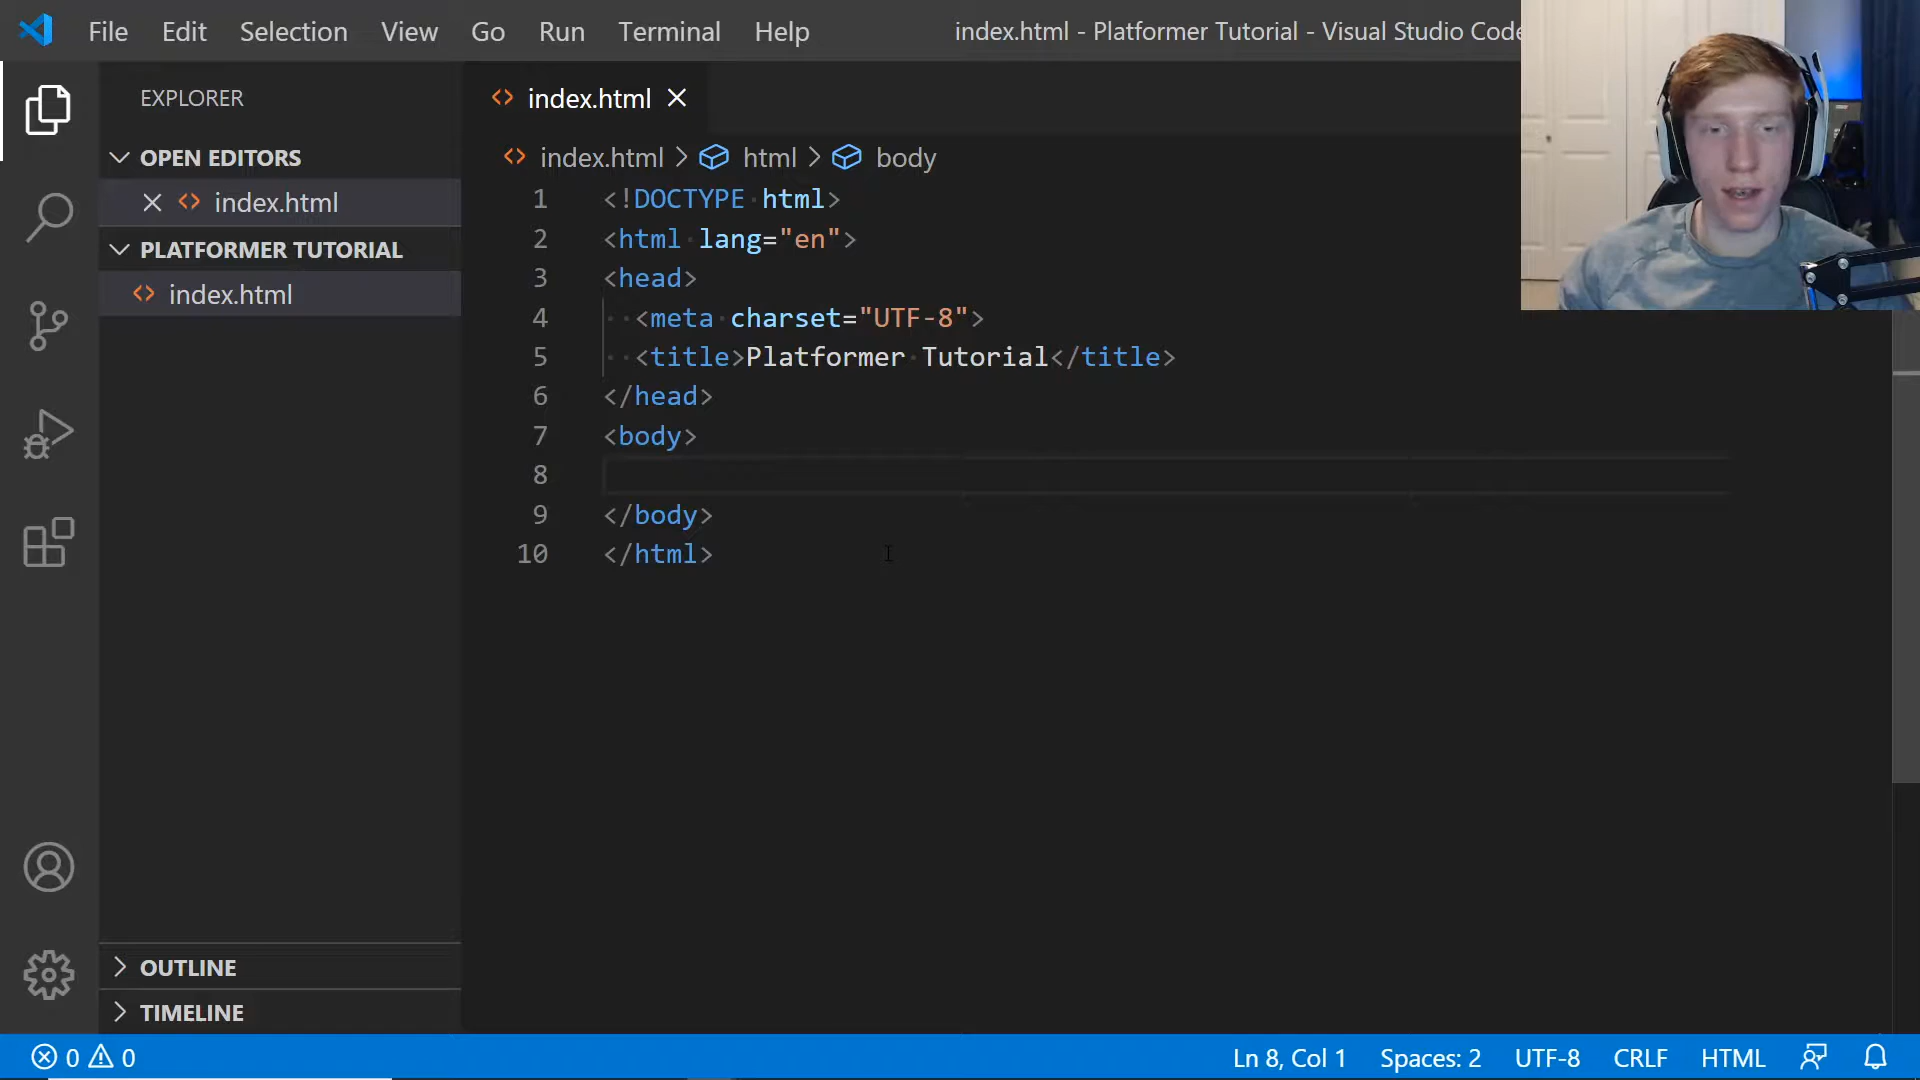 File Edit Selection View Go Run Terminal Help index.html - Platformer Tutorial - Visual Studio Code
EXPLORER
OPEN EDITORS
index.html
PLATFORMER TUTORIAL
index.html
OUTLINE
TIMELINE
index.html
index.html > html > body
1 <!DOCTYPE html>
2 <html lang="en">
3 <head>
4 <meta charset="UTF-8">
5 <title>Platformer Tutorial</title>
6 </head>
7 <body>
8
9 </body>
10 </html>
0 0 Ln 8, Col 1 Spaces: 2 UTF-8 CRLF HTML